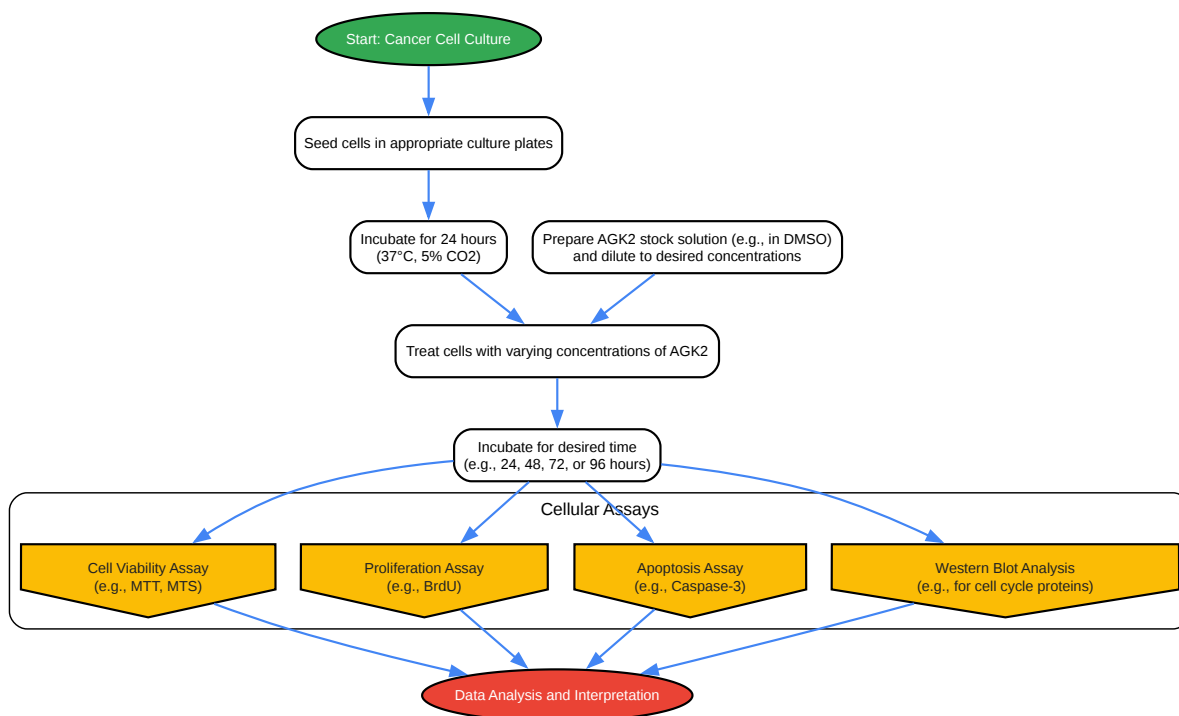 Start: Cancer Cell Culture
Seed cells in appropriate culture plates
Incubate for 24 hours
(37°C, 5% CO2)
Prepare AGK2 stock solution (e.g., in DMSO)
and dilute to desired concentrations
Treat cells with varying concentrations of AGK2
Incubate for desired time
(e.g., 24, 48, 72, or 96 hours)
Cellular Assays
Cell Viability Assay
(e.g., MTT, MTS)
Proliferation Assay
(e.g., BrdU)
Apoptosis Assay
(e.g., Caspase-3)
Western Blot Analysis
(e.g., for cell cycle proteins)
Data Analysis and Interpretation